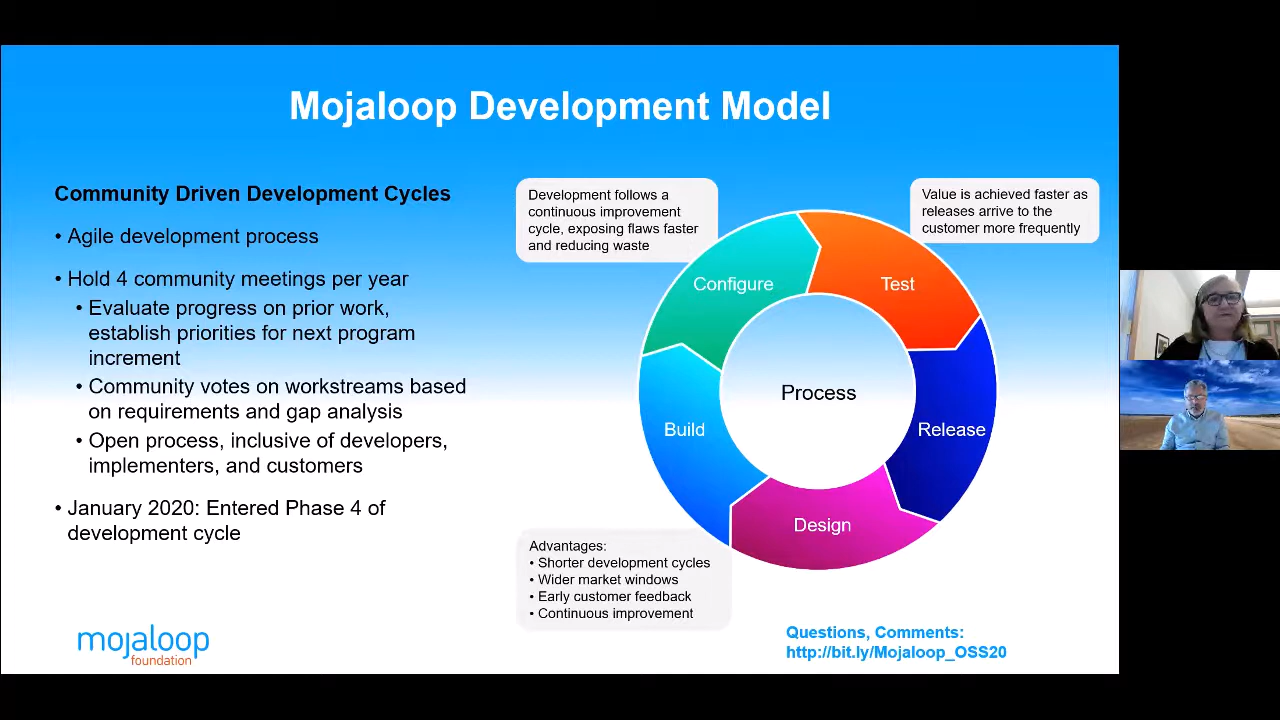 Mojaloop Development Model
Community Driven Development Cycles
• Agile development process
• Hold 4 community meetings per year
• Evaluate progress on prior work,
establish priorities for next program
increment
• Community votes on workstreams based
on requirements and gap analysis
• Open process, inclusive of developers,
implementers, and customers
• January 2020: Entered Phase 4 of
development cycle
Development follows a
continuous improvement
cycle, exposing flaws faster
and reducing waste
Value is achieved faster as
releases arrive to the
customer more frequently
Configure
Test
Process
Build
Release
Design
Advantages:
• Shorter development cycles
• Wider market windows
• Early customer feedback
• Continuous improvement
mojaloop
foundation
Questions, Comments:
http://bit.ly/Mojaloop_OSS20